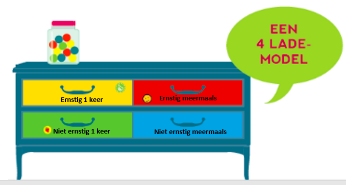 EEN
4 LADE-
MODEL
Ernstig 1 keer
Ernstig meermaals
Niet ernstig 1 keer
Niet ernstig meermaals